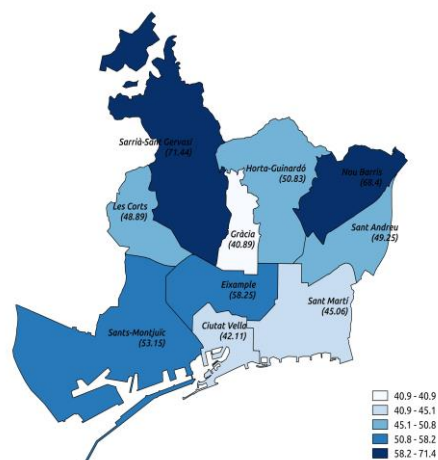 Sarrià-Sant Gervasi
(71.44)
Horta-Guinardó
(50.83)
Nou Barris
(68.4)
Les Corts
(48.89)
Gràcia
(40.89)
Sant Andreu
(49.25)
Eixample
(58.25)
Sant Martí
(45.06)
Sants-Montjuïc
(53.15)
Ciutat Vella
(42.11)
40.9 - 40.9
40.9 - 45.1
45.1 - 50.8
50.8 - 58.2
58.2 - 71.4